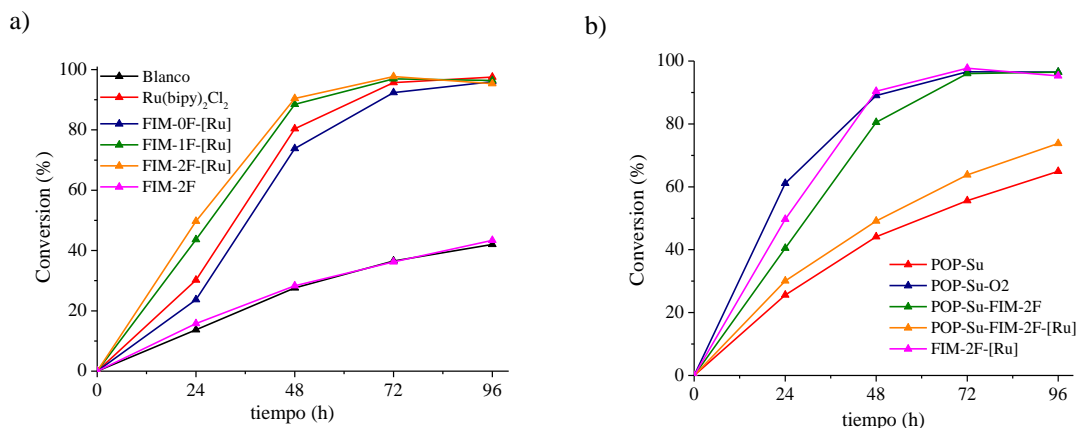 a)
100
80
60
40
20
0
Conversion (%)
Blanco
Ru(bipy)₂Cl₂
FIM-0F-[Ru]
FIM-1F-[Ru]
FIM-2F-[Ru]
FIM-2F
0 24 48 72 96
tiempo (h)
b)
100
80
60
40
20
0
Conversion (%)
POP-Su
POP-Su-O2
POP-Su-FIM-2F
POP-Su-FIM-2F-[Ru]
FIM-2F-[Ru]
0 24 48 72 96
tiempo (h)